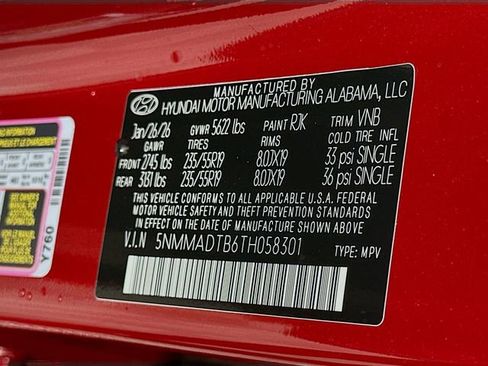 MANUFACTURED BY
HYUNDAI MOTOR MANUFACTURING ALABAMA, LLC
Jan/26/26 GVWR 5622 lbs PAINT RJK TRIM VNB
GAWR TIRES RIMS COLD TIRE INFL
FRONT 2745 lbs 235/55R19 8.0JX19 33 psi SINGLE
REAR 3131 lbs 235/55R19 8.0JX19 36 psi SINGLE
THIS VEHICLE CONFORMS TO ALL APPLICABLE U.S.A. FEDERAL
MOTOR VEHICLE SAFETY AND THEFT PREVENTION STANDARDS
IN EFFECT ON THE DATE OF MANUFACTURE SHOWN ABOVE
V.I.N 5NMMADTB6TH058301 TYPE: MPV
INFORMATION
Y760